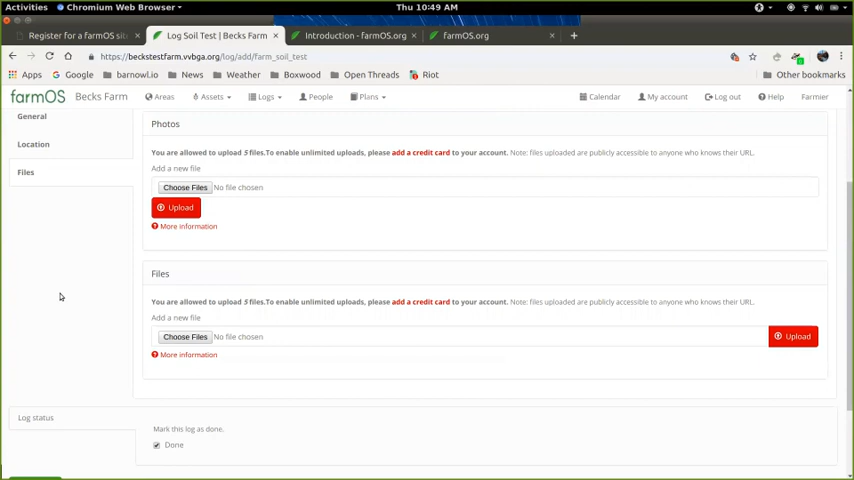 Activities Chromium Web Browser Thu 10:49 AM
Register for a farmOS sit × Log Soil Test | Becks Farm × Introduction - farmOS.org × farmOS.org × +
https://beckstestfarm.vvbga.org/log/add/farm_soil_test
Apps Google barnowl.io News Weather Boxwood Open Threads Riot Other bookmarks
farmOS Becks Farm Areas Assets Logs People Plans Calendar My account Log out Help Farmier
General
Location
Files
Photos
You are allowed to upload 5 files.To enable unlimited uploads, please add a credit card to your account. Note: files uploaded are publicly accessible to anyone who knows their URL.
Add a new file
Choose Files No file chosen
Upload
More information
Files
You are allowed to upload 5 files.To enable unlimited uploads, please add a credit card to your account. Note: files uploaded are publicly accessible to anyone who knows their URL.
Add a new file
Choose Files No file chosen Upload
More information
Log status
Mark this log as done.
Done